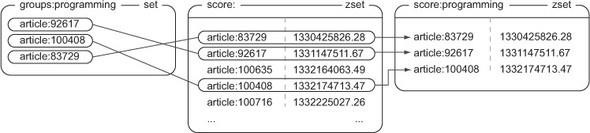 groups:programming set
article:92617
article:100408
article:83729
score: zset
article:83729 1330425826.28
article:92617 1331147511.67
article:100635 1332164063.49
article:100408 1332174713.47
article:100716 1332225027.26
... ...
score:programming zset
article:83729 1330425826.28
article:92617 1331147511.67
article:100408 1332174713.47